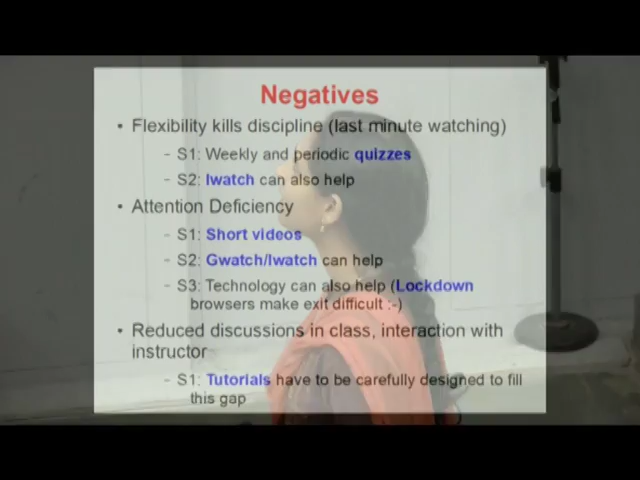 Negatives
• Flexibility kills discipline (last minute watching)
– S1: Weekly and periodic quizzes
– S2: Iwatch can also help
• Attention Deficiency
– S1: Short videos
– S2: Gwatch/Iwatch can help
– S3: Technology can also help (Lockdown
browsers make exit difficult :-)
• Reduced discussions in class, interaction with
instructor
– S1: Tutorials have to be carefully designed to fill
this gap